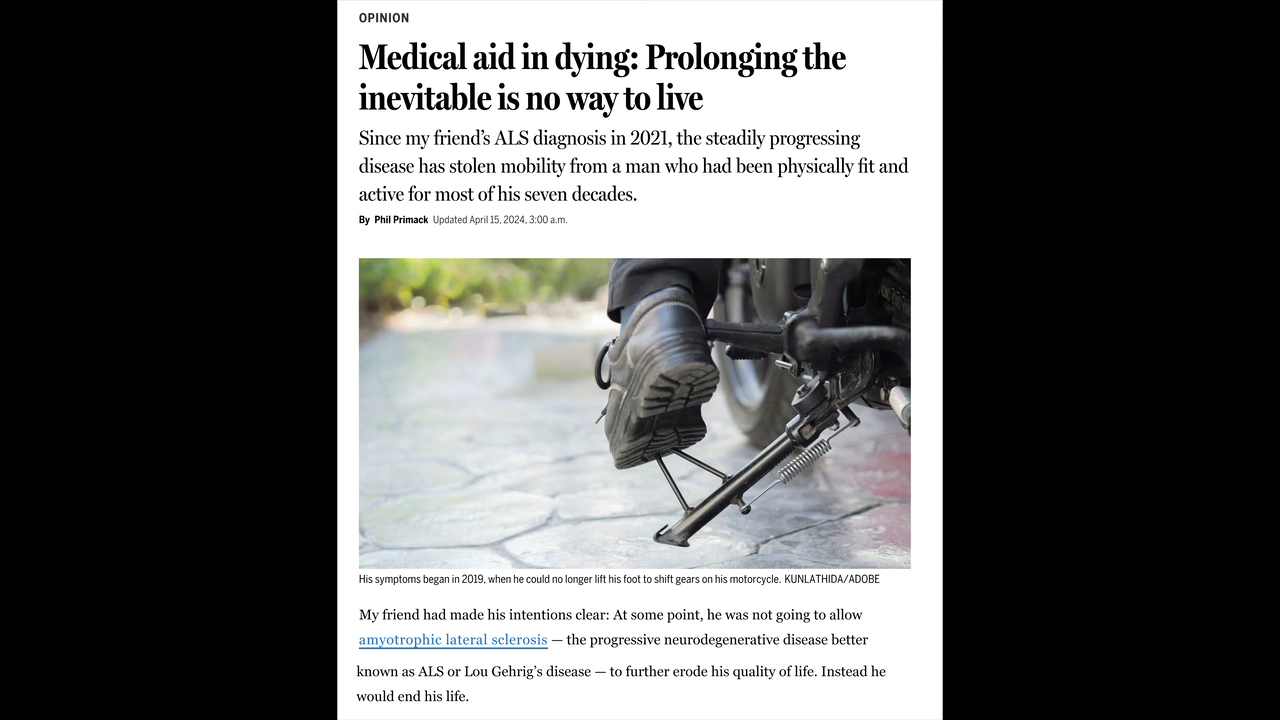 OPINION
Medical aid in dying: Prolonging the
inevitable is no way to live
Since my friend’s ALS diagnosis in 2021, the steadily progressing
disease has stolen mobility from a man who had been physically fit and
active for most of his seven decades.
By Phil Primack Updated April 15, 2024, 3:00 a.m.
His symptoms began in 2019, when he could no longer lift his foot to shift gears on his motorcycle. KUNLATHIDA/ADOBE
My friend had made his intentions clear: At some point, he was not going to allow
amyotrophic lateral sclerosis — the progressive neurodegenerative disease better
known as ALS or Lou Gehrig’s disease — to further erode his quality of life. Instead he
would end his life.